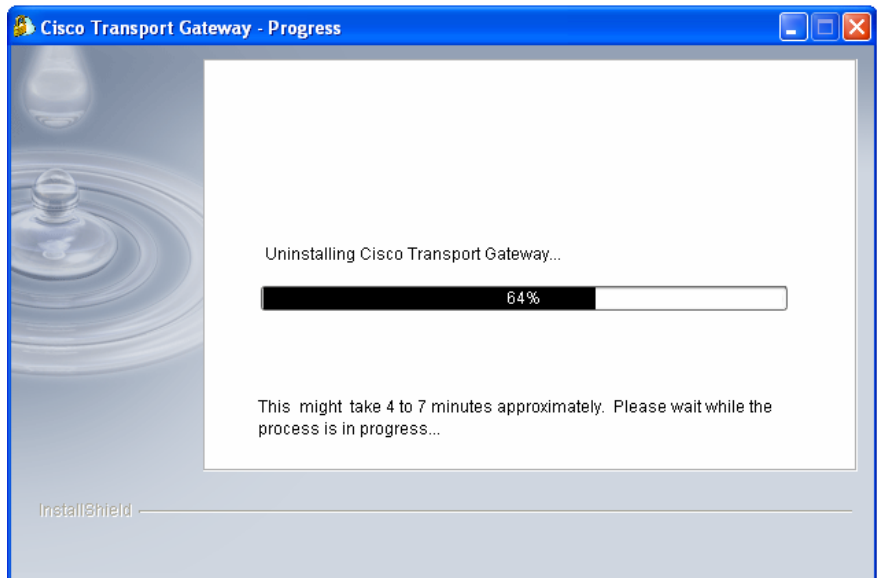 Cisco Transport Gateway - Progress
Uninstalling Cisco Transport Gateway...
64%
This might take 4 to 7 minutes approximately. Please wait while the
process is in progress...
InstallShield